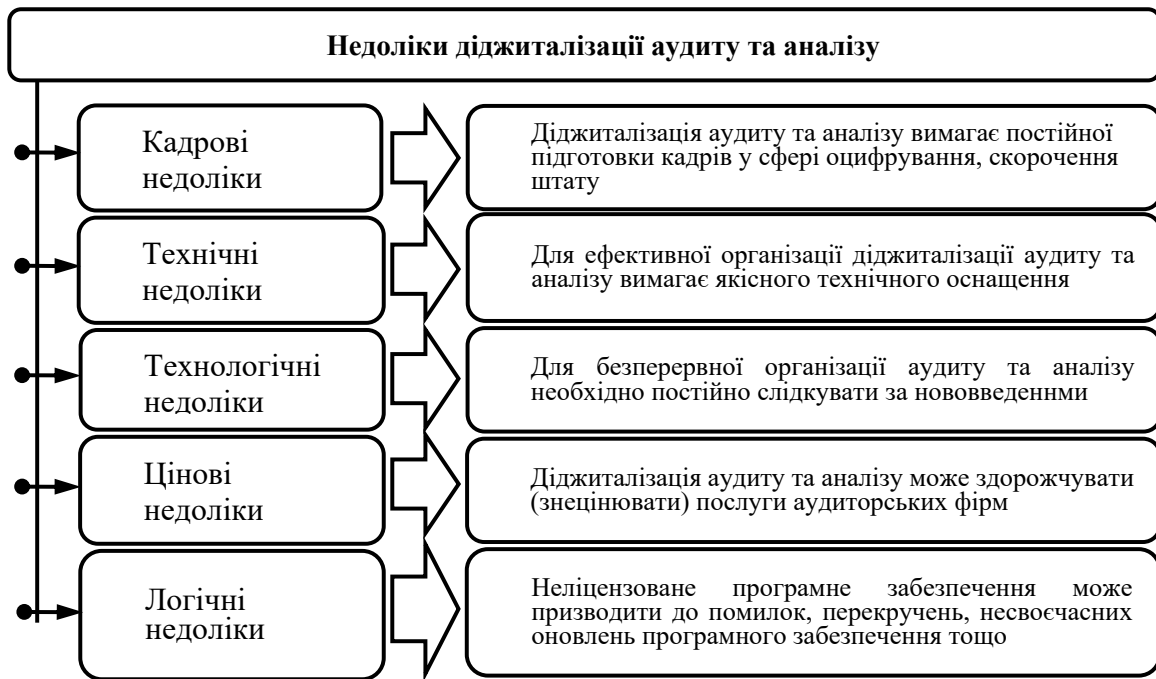 Недоліки діджиталізації аудиту та аналізу
Кадрові
недоліки
Діджиталізація аудиту та аналізу вимагає постійної
підготовки кадрів у сфері оцифрування, скорочення
штату
Технічні
недоліки
Для ефективної організації діджиталізації аудиту та
аналізу вимагає якісного технічного оснащення
Технологічні
недоліки
Для безперервної організації аудиту та аналізу
необхідно постійно слідкувати за нововведеннми
Цінові
недоліки
Діджиталізація аудиту та аналізу може здорожчувати
(знецінювати) послуги аудиторських фірм
Логічні
недоліки
Неліцензоване програмне забезпечення може
призводити до помилок, перекручень, несвоєчасних
оновлень програмного забезпечення тощо